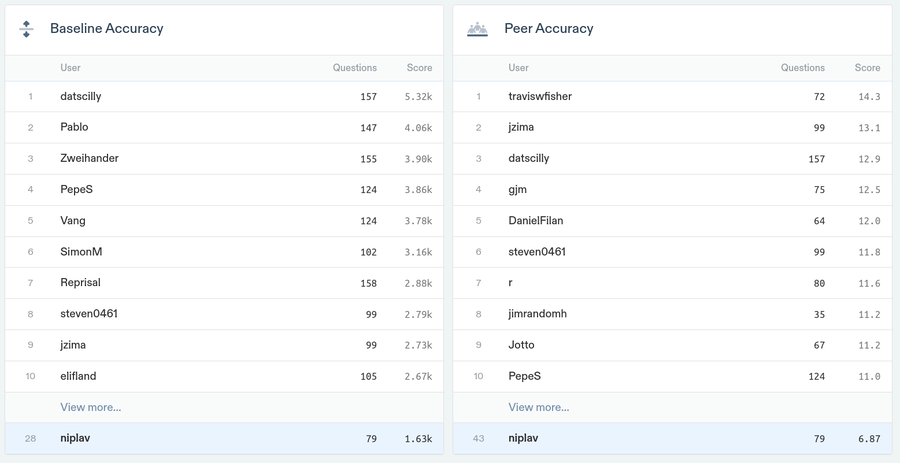 Baseline Accuracy
User Questions Score
1 datscilly 157 5.32k
2 Pablo 147 4.06k
3 Zweihander 155 3.90k
4 PepeS 124 3.86k
5 Vang 124 3.78k
6 SimonM 102 3.16k
7 Reprisal 158 2.88k
8 steven0461 99 2.79k
9 jzima 99 2.73k
10 elifland 105 2.67k
View more...
28 niplav 79 1.63k
Peer Accuracy
User Questions Score
1 traviswfisher 72 14.3
2 jzima 99 13.1
3 datscilly 157 12.9
4 gjm 75 12.5
5 DanielFilan 64 12.0
6 steven0461 99 11.8
7 r 80 11.6
8 jimrandomh 35 11.2
9 Jotto 67 11.2
10 PepeS 124 11.0
View more...
43 niplav 79 6.87